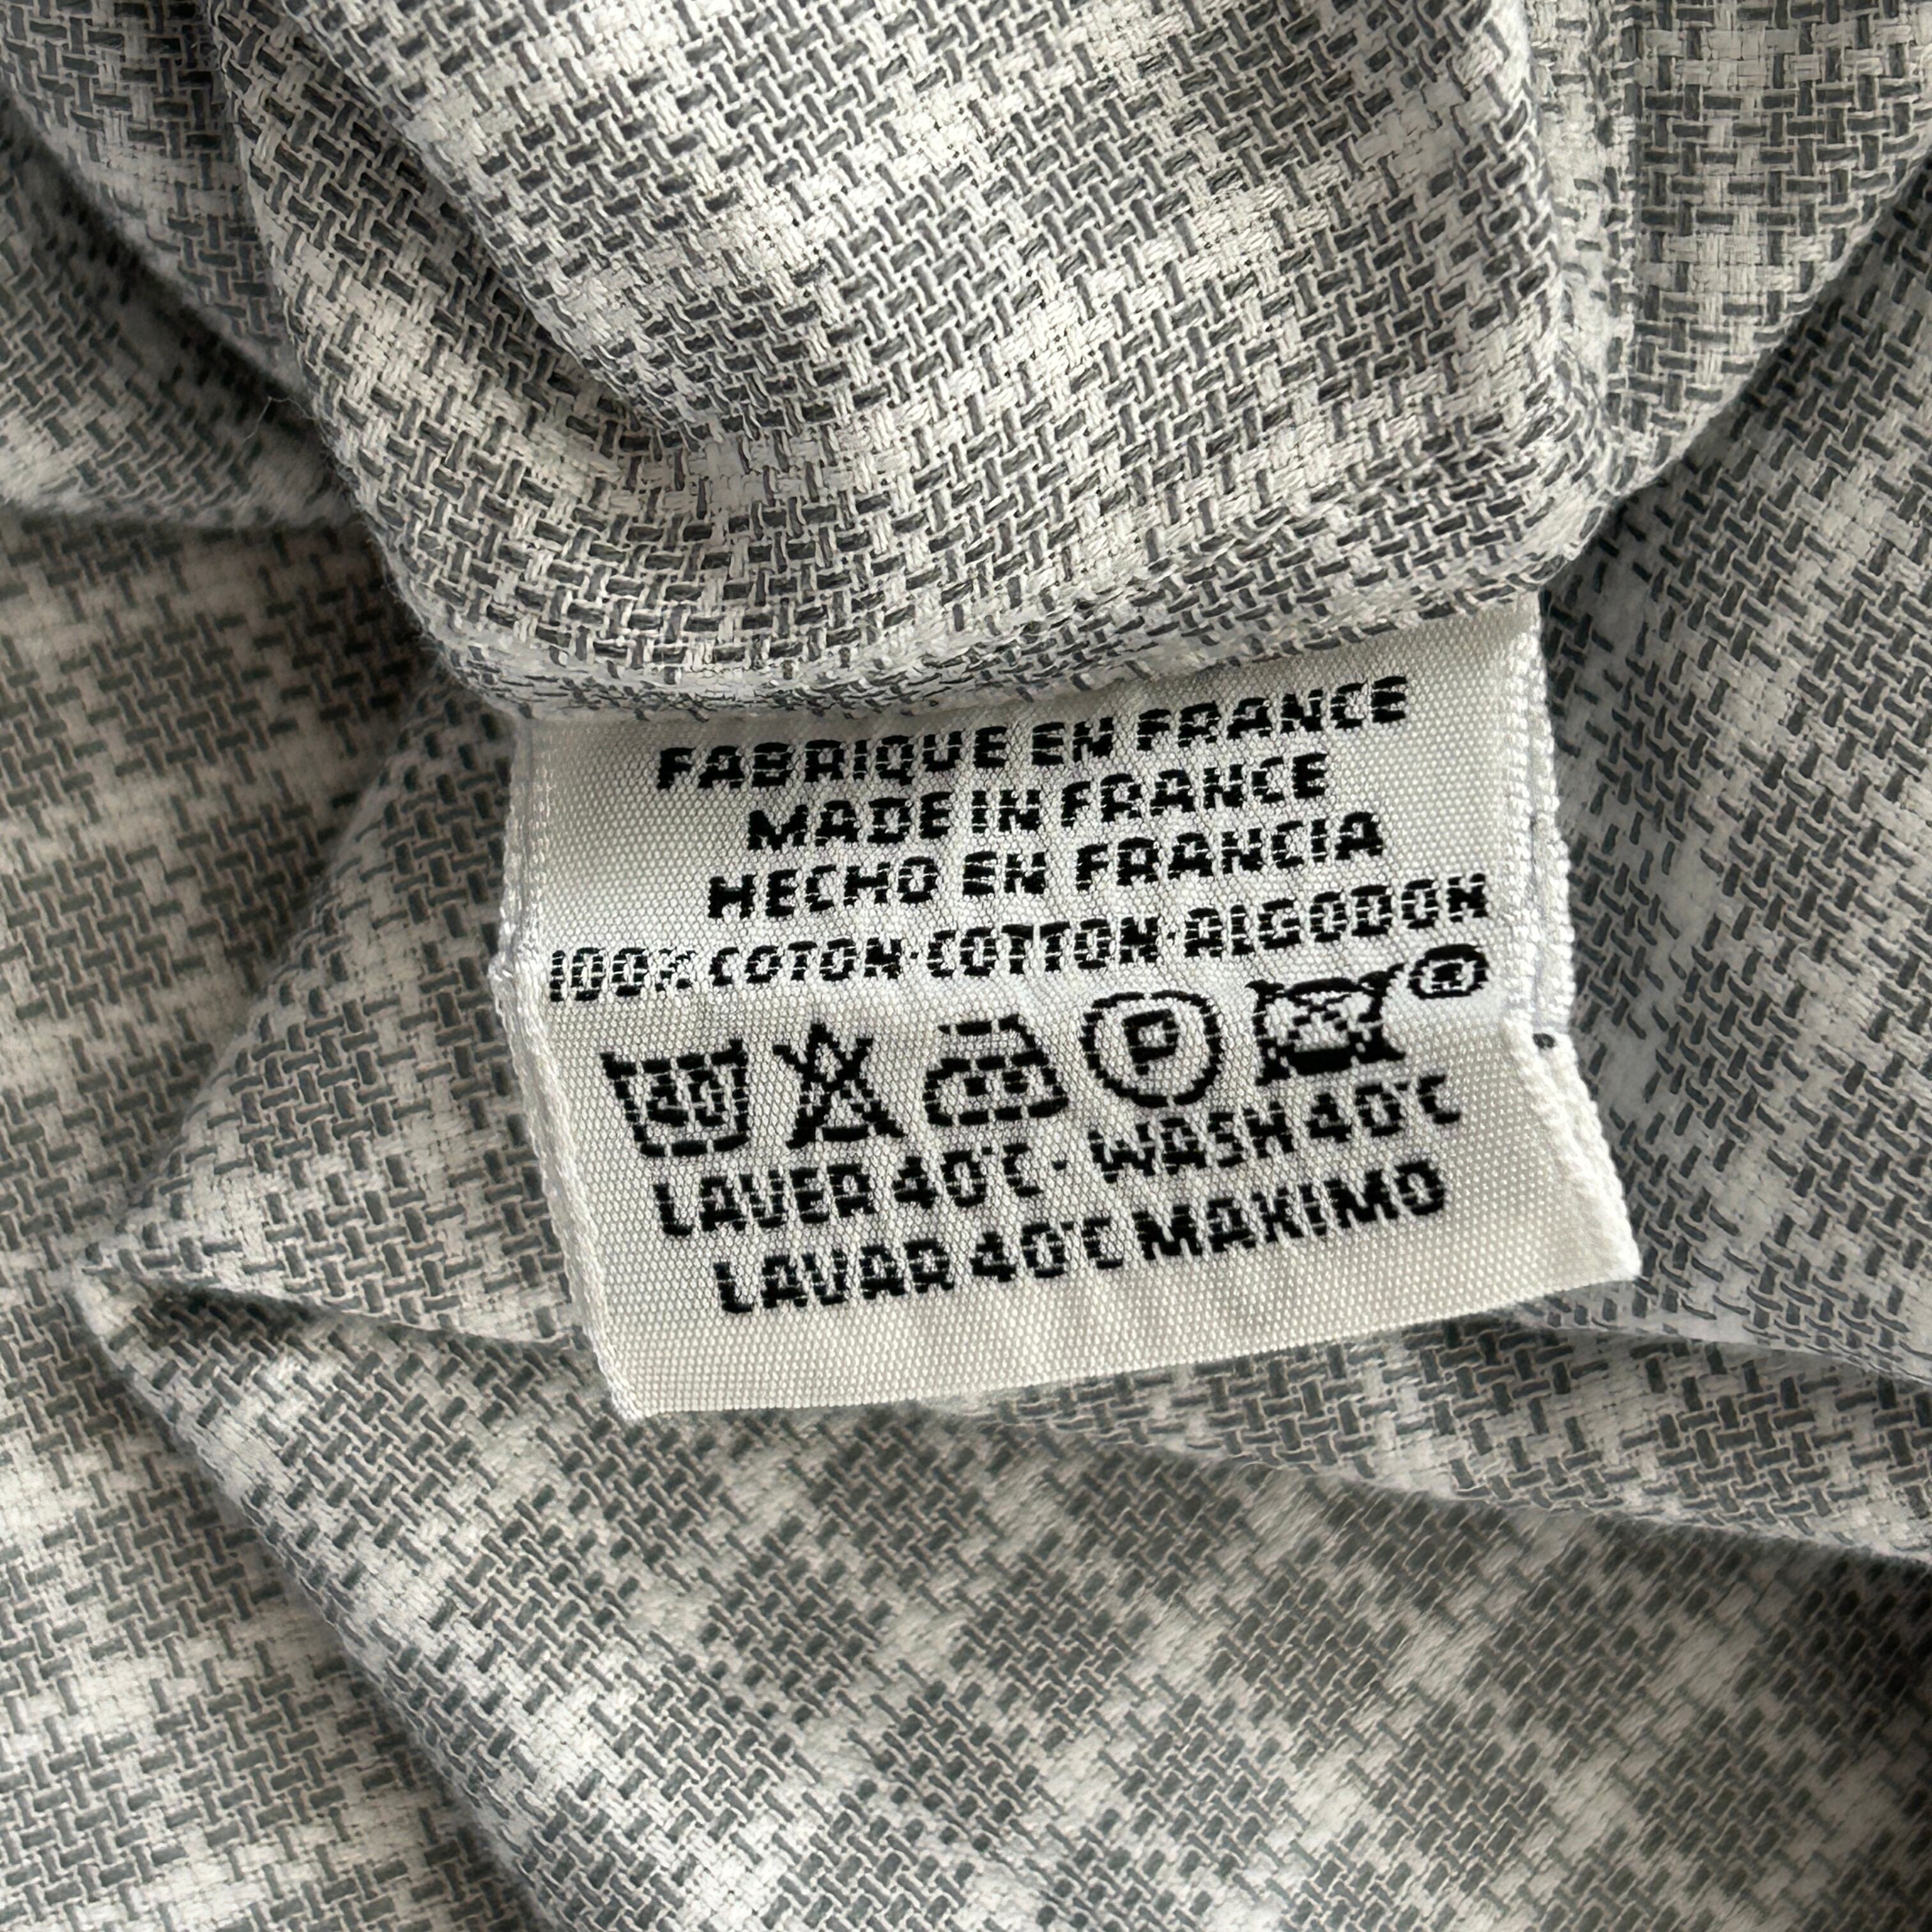 FABRIQUE EN FRANCE
MADE IN FRANCE
HECHO EN FRANCIA
100% COTON·COTTON·ALGODON
40 P ®
LAVER 40°C · WASH 40°C
LAVAR 40°C MAXIMO